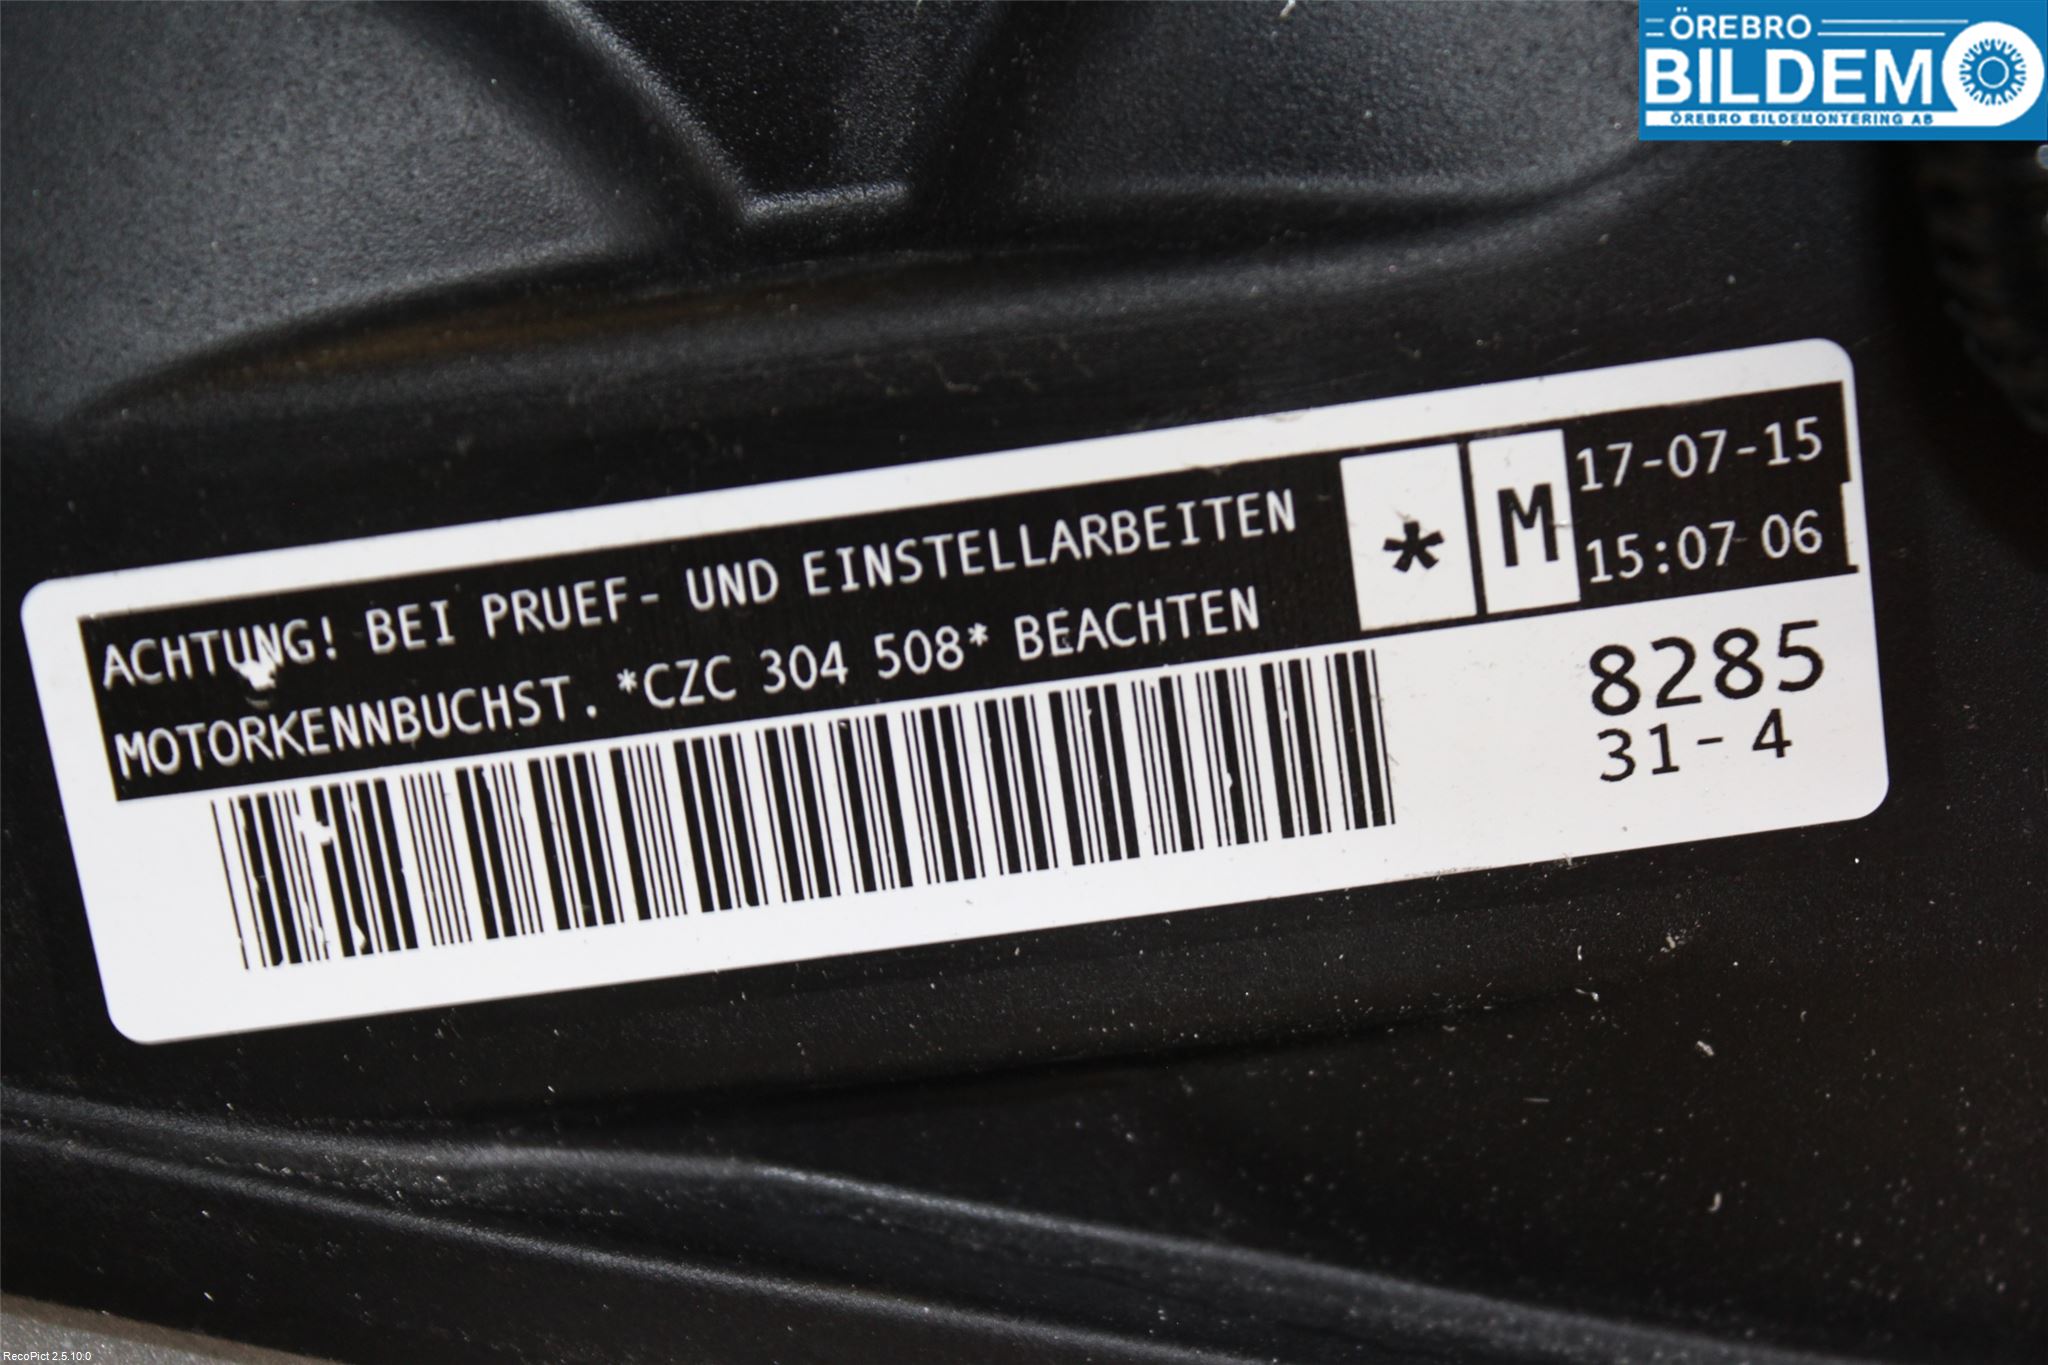 ÖREBRO
BILDEM
ÖREBRO BILDEMONTERING AB
ACHTUNG! BEI PRUEF- UND EINSTELLARBEITEN
MOTORKENNBUCHST. *CZC 304 508* BEACHTEN
*
M
17-07-15
15:07 06
8285
31- 4
RecoPict 2.5.10:0